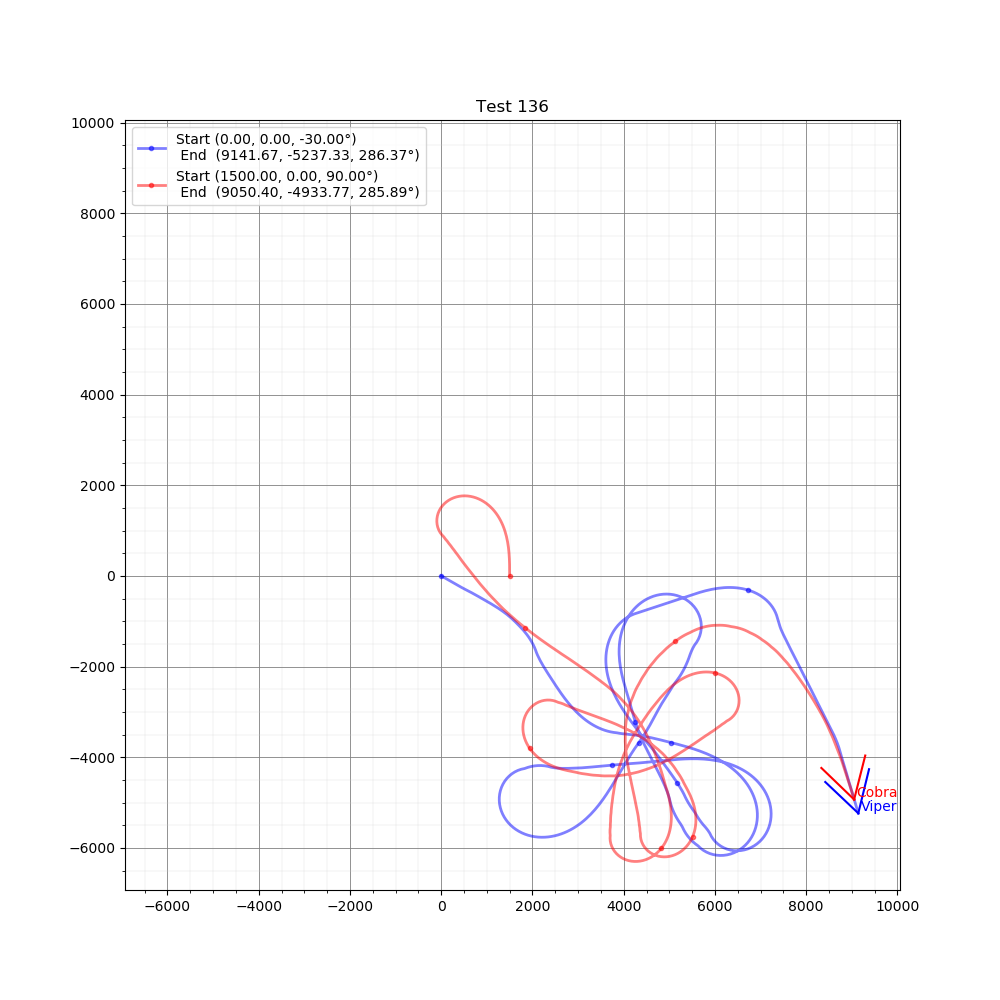 Test 136
Start (0.00, 0.00, -30.00°)
End (9141.67, -5237.33, 286.37°)
Start (1500.00, 0.00, 90.00°)
End (9050.40, -4933.77, 285.89°)
10000
8000
6000
4000
2000
0
−2000
−4000
−6000
Cobra
Viper
−6000 −4000 −2000 0 2000 4000 6000 8000 10000